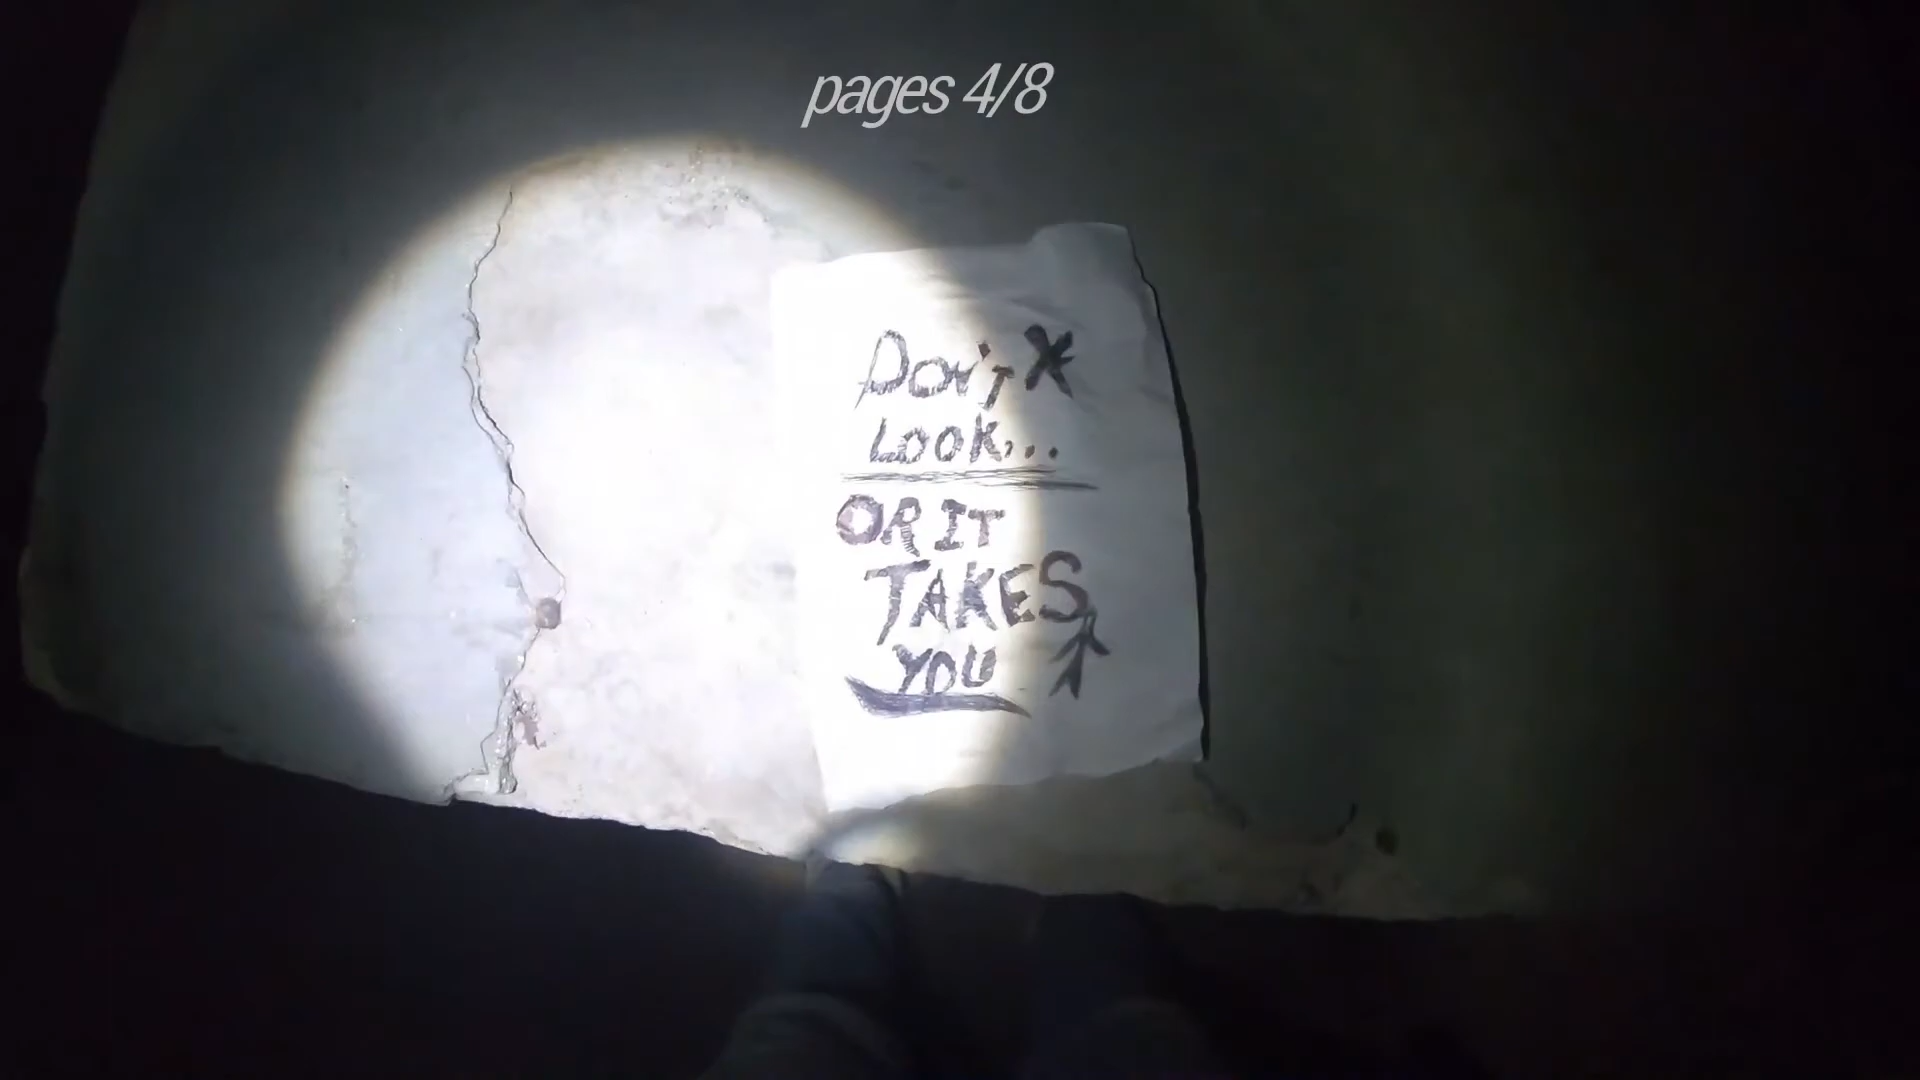 pages 4/8
DON'T X
LOOK...
OR IT
TAKES
YOU